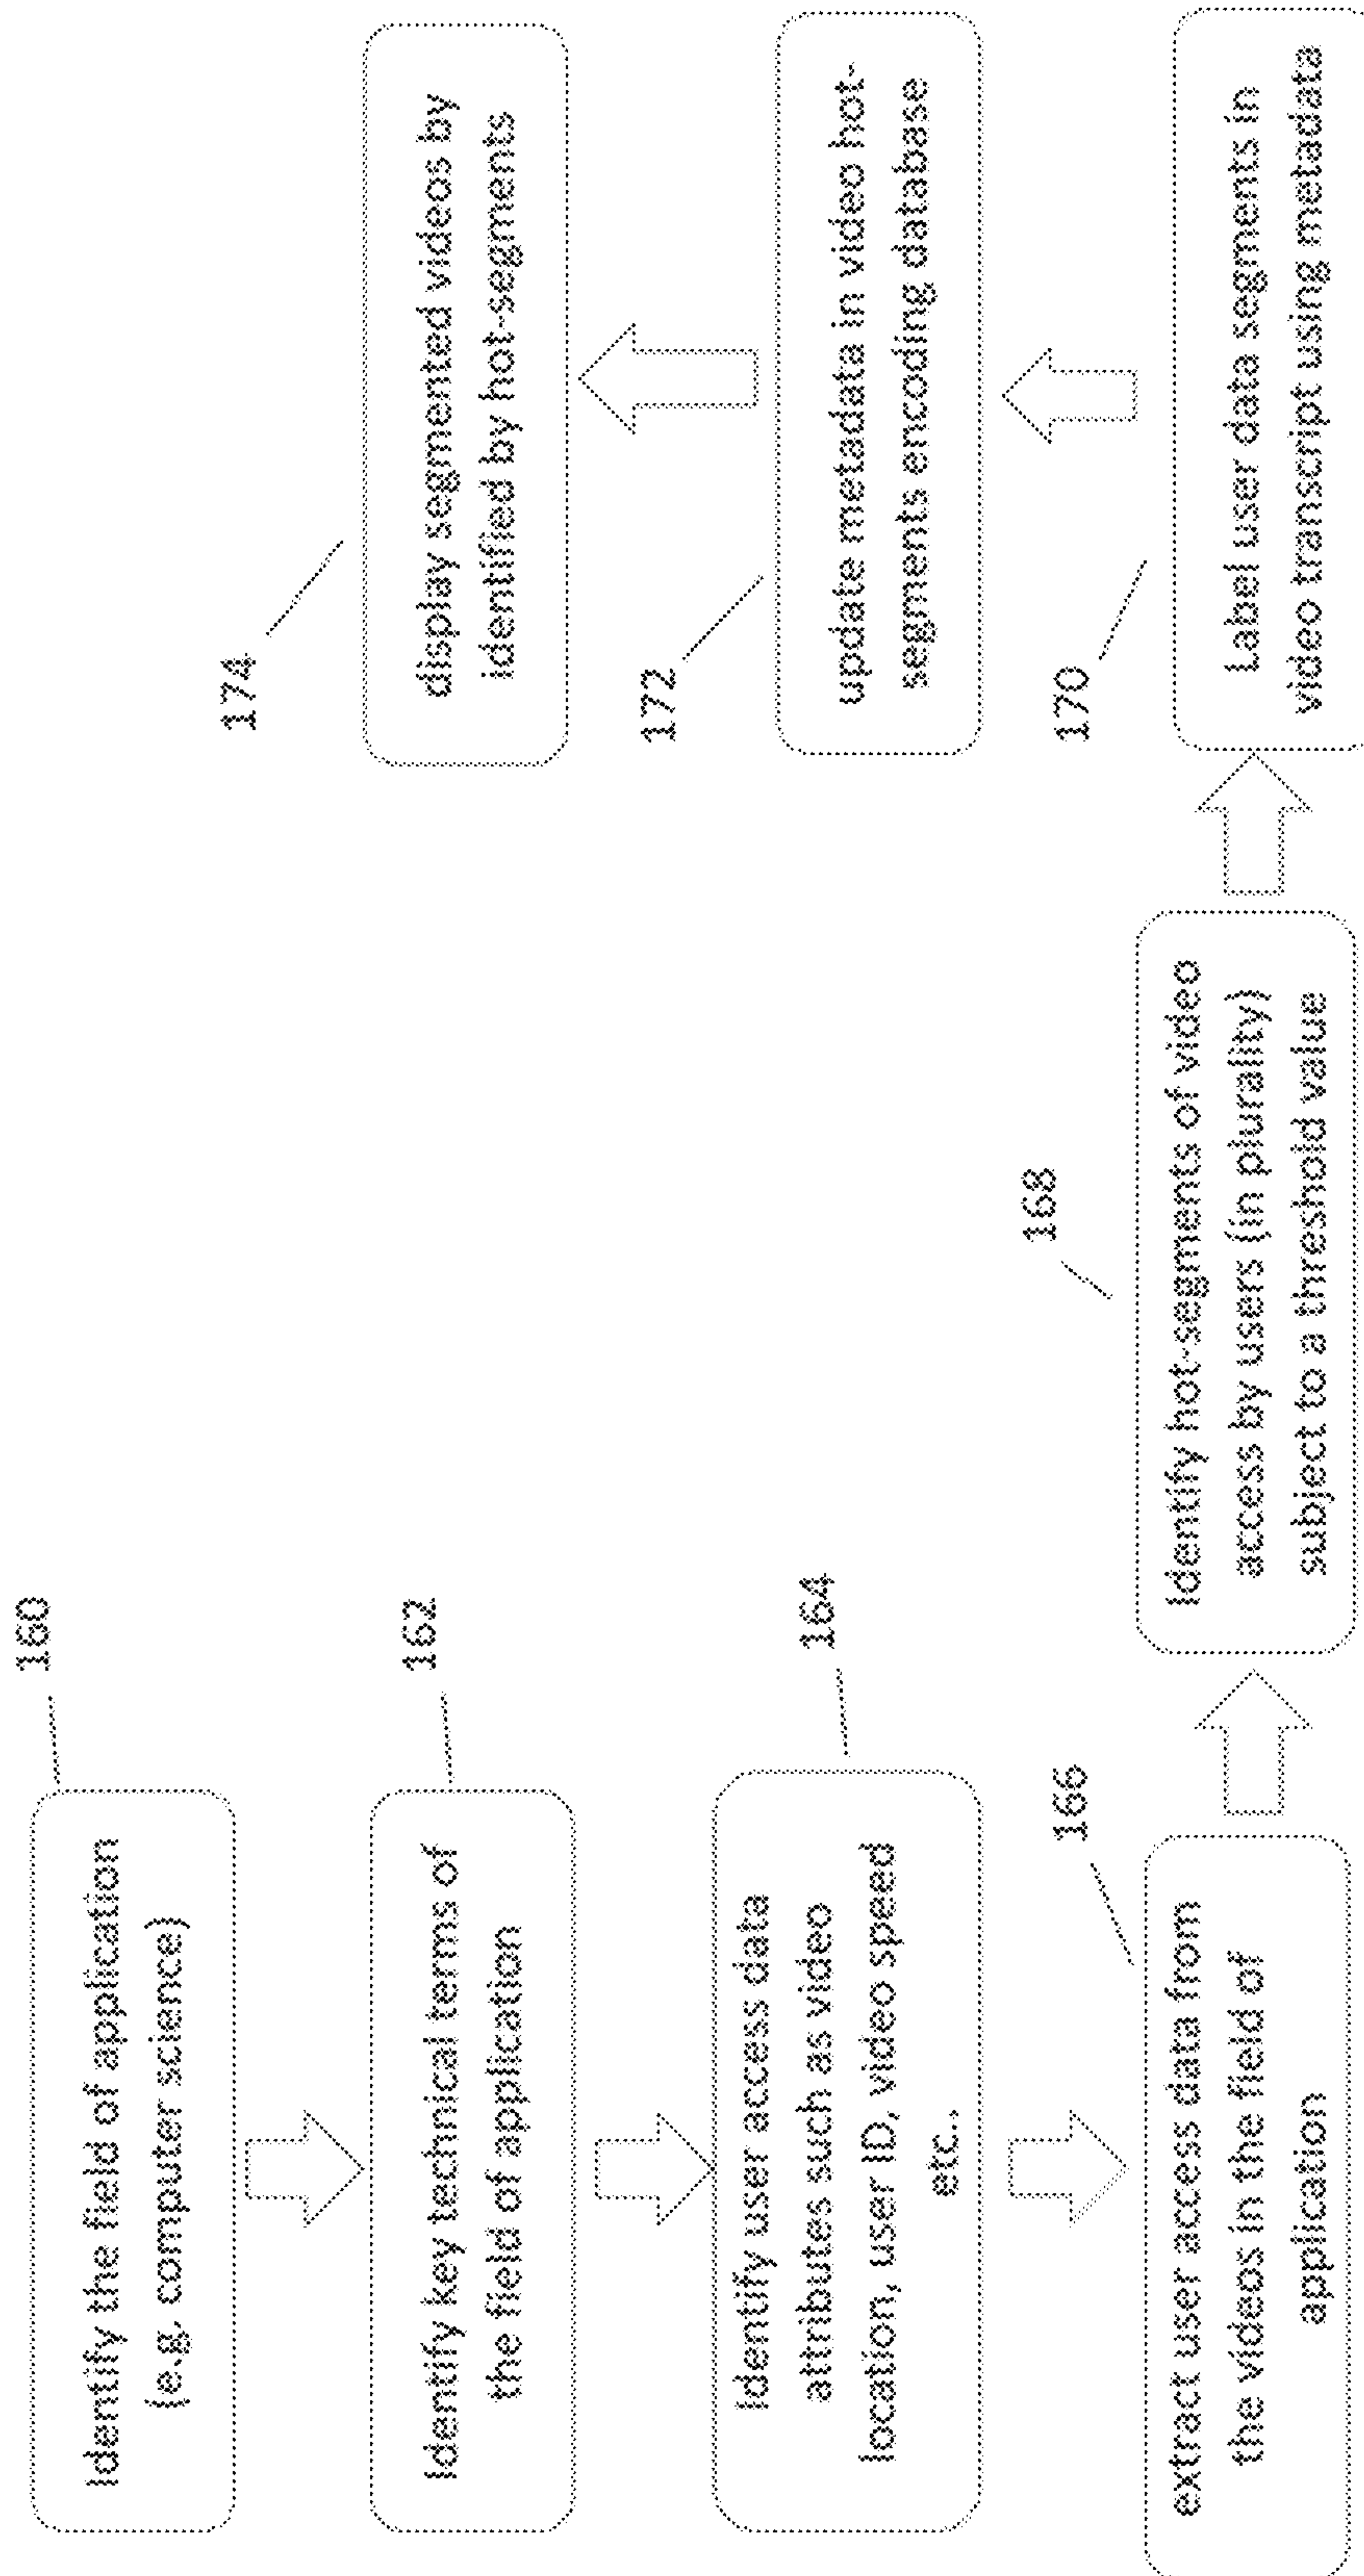 160
Identify the field of application
(e.g, computer science)
162
Identify key technical terms of
the field of application
164
Identify user access data
attributes such as video
location, user ID, video speed
etc..
166
extract user access data from
the videos in the field of
application
168
Identify hot-segments of video
access by users (in plurality)
subject to a threshold value
170
Label user data segments in
video transcript using metadata
172
update metadata in video hot-
segments encoding database
174
display segmented videos by
identified by hot-segments